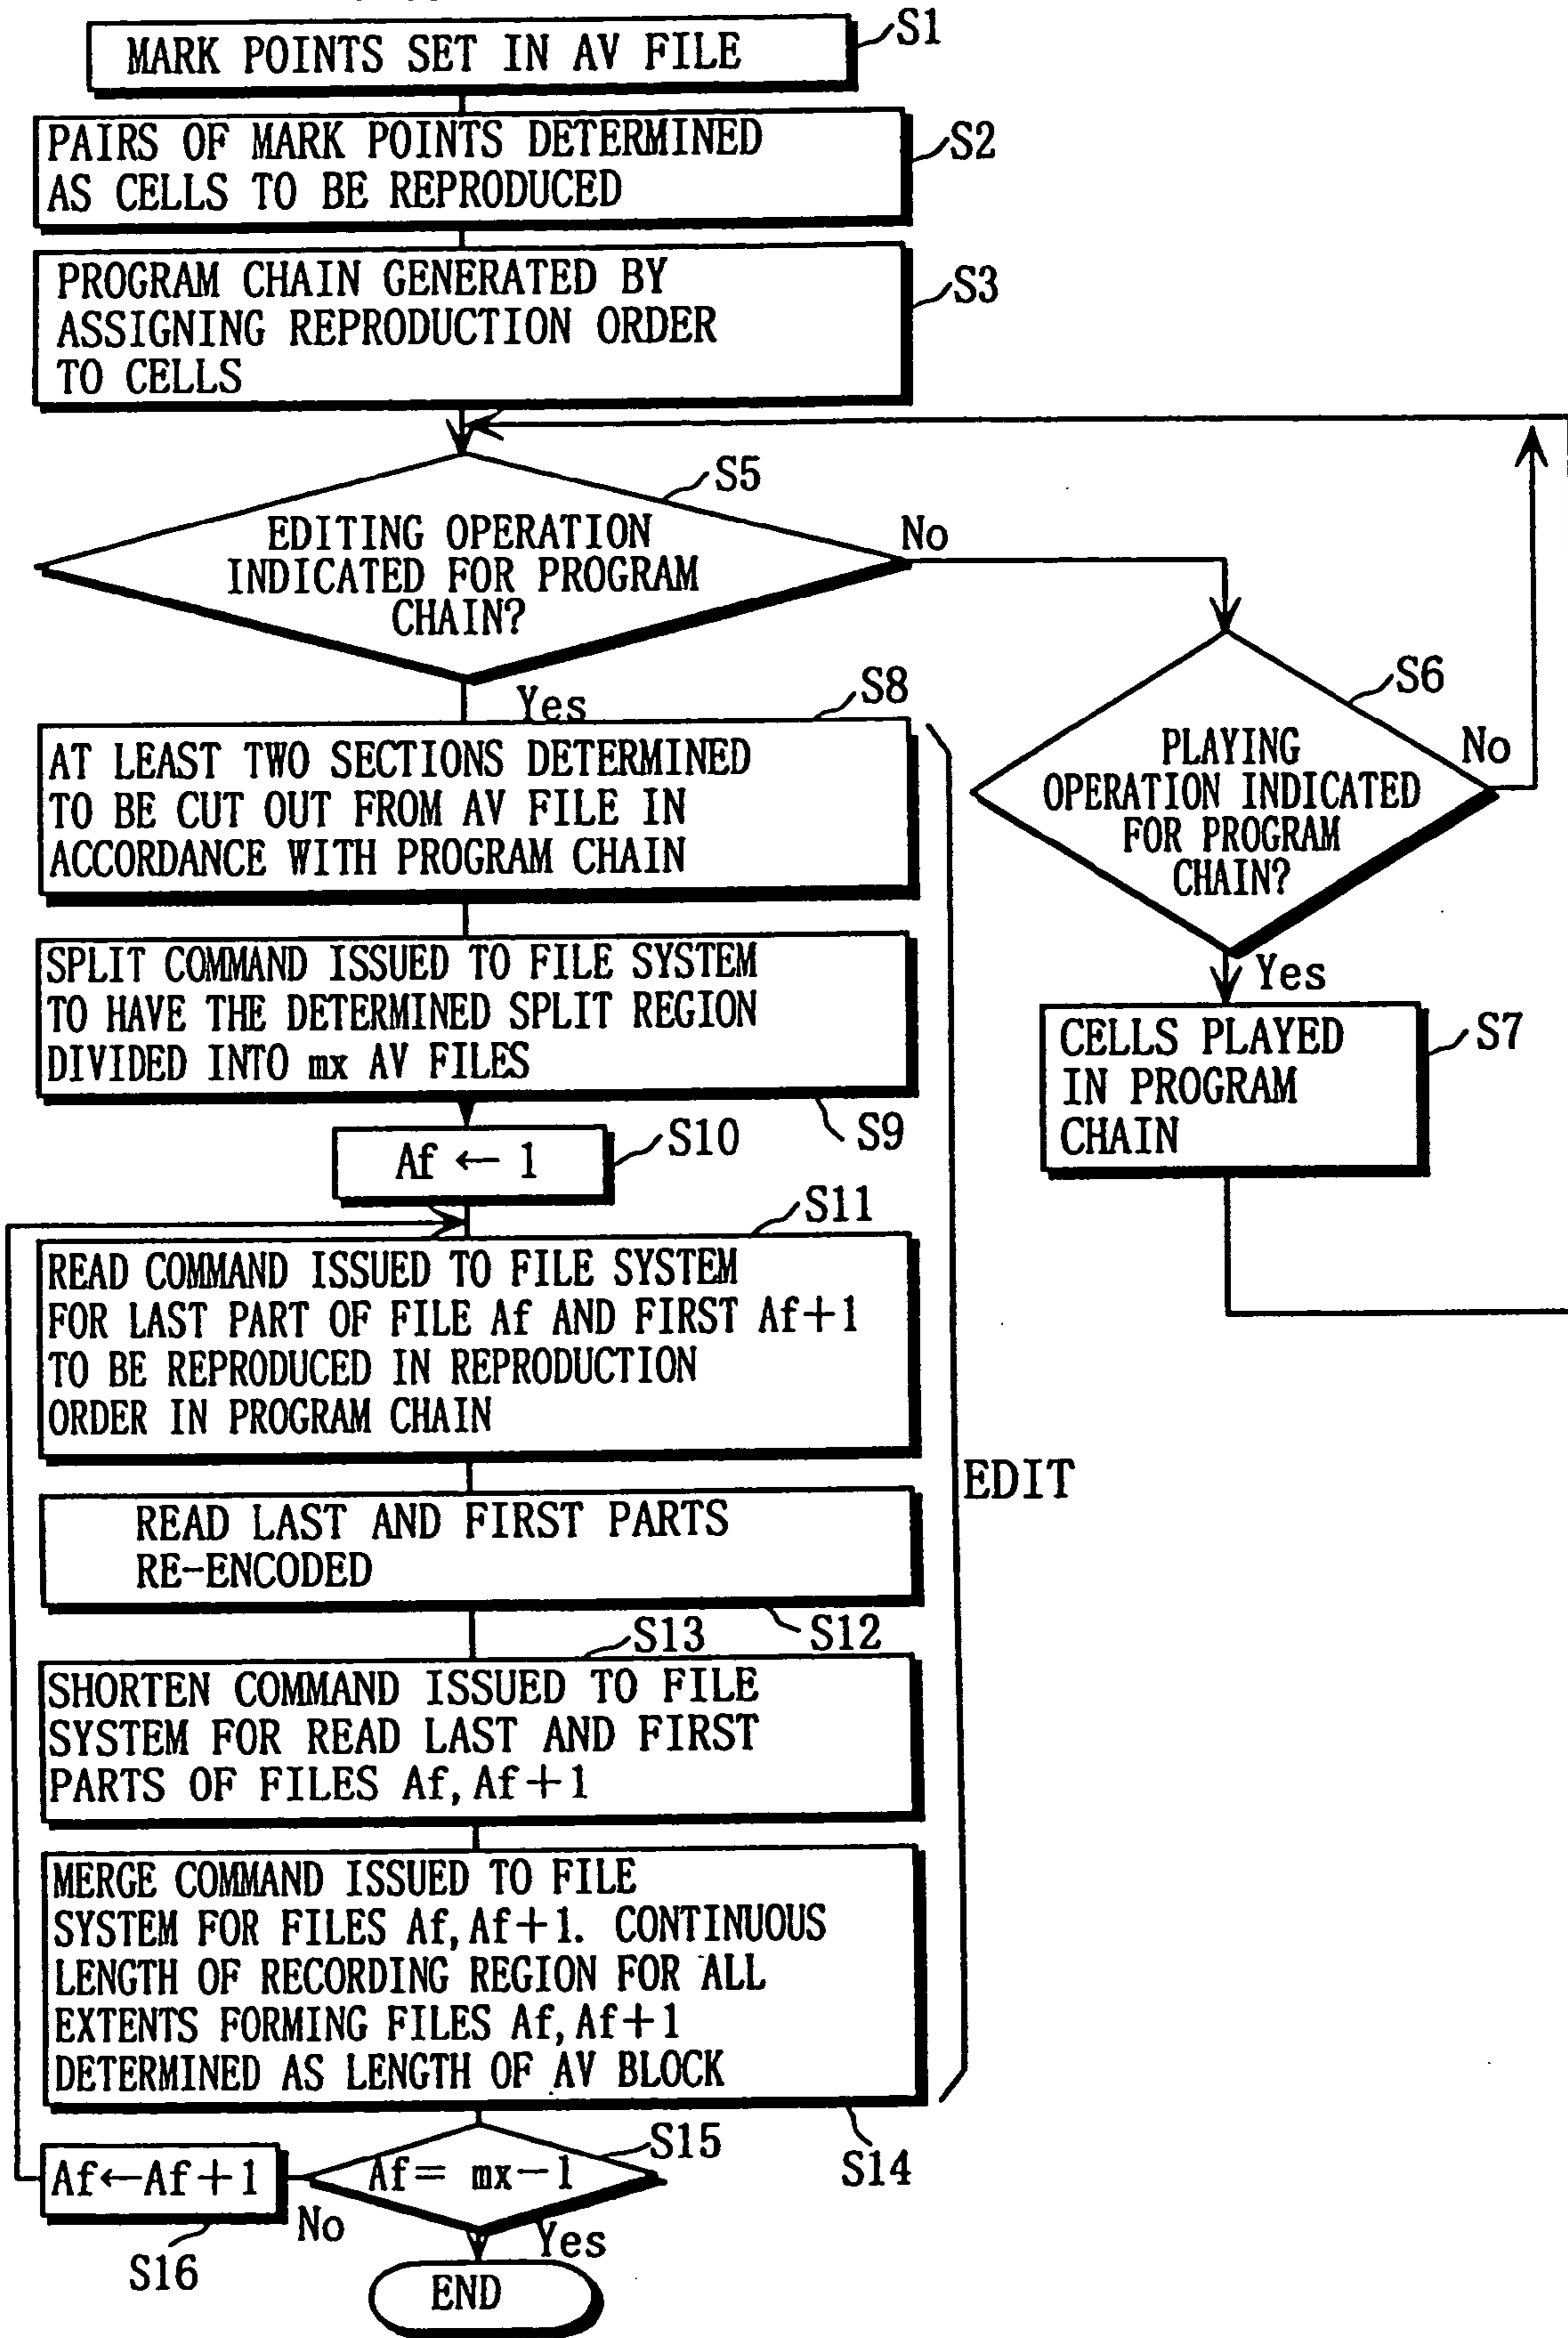 MARK POINTS SET IN AV FILE
S1
PAIRS OF MARK POINTS DETERMINED
AS CELLS TO BE REPRODUCED
S2
PROGRAM CHAIN GENERATED BY
ASSIGNING REPRODUCTION ORDER
TO CELLS
S3
S5
EDITING OPERATION
INDICATED FOR PROGRAM
CHAIN?
No
Yes
S6
PLAYING
OPERATION INDICATED
FOR PROGRAM
CHAIN?
No
Yes
CELLS PLAYED
IN PROGRAM
CHAIN
S7
S8
AT LEAST TWO SECTIONS DETERMINED
TO BE CUT OUT FROM AV FILE IN
ACCORDANCE WITH PROGRAM CHAIN
SPLIT COMMAND ISSUED TO FILE SYSTEM
TO HAVE THE DETERMINED SPLIT REGION
DIVIDED INTO mx AV FILES
S9
Af ← 1
S10
S11
READ COMMAND ISSUED TO FILE SYSTEM
FOR LAST PART OF FILE Af AND FIRST Af+1
TO BE REPRODUCED IN REPRODUCTION
ORDER IN PROGRAM CHAIN
EDIT
READ LAST AND FIRST PARTS
RE-ENCODED
S12
S13
SHORTEN COMMAND ISSUED TO FILE
SYSTEM FOR READ LAST AND FIRST
PARTS OF FILES Af, Af+1
MERGE COMMAND ISSUED TO FILE
SYSTEM FOR FILES Af, Af+1. CONTINUOUS
LENGTH OF RECORDING REGION FOR ALL
EXTENTS FORMING FILES Af, Af+1
DETERMINED AS LENGTH OF AV BLOCK
S14
S15
Af= mx-1
No
Af←Af+1
S16
Yes
END